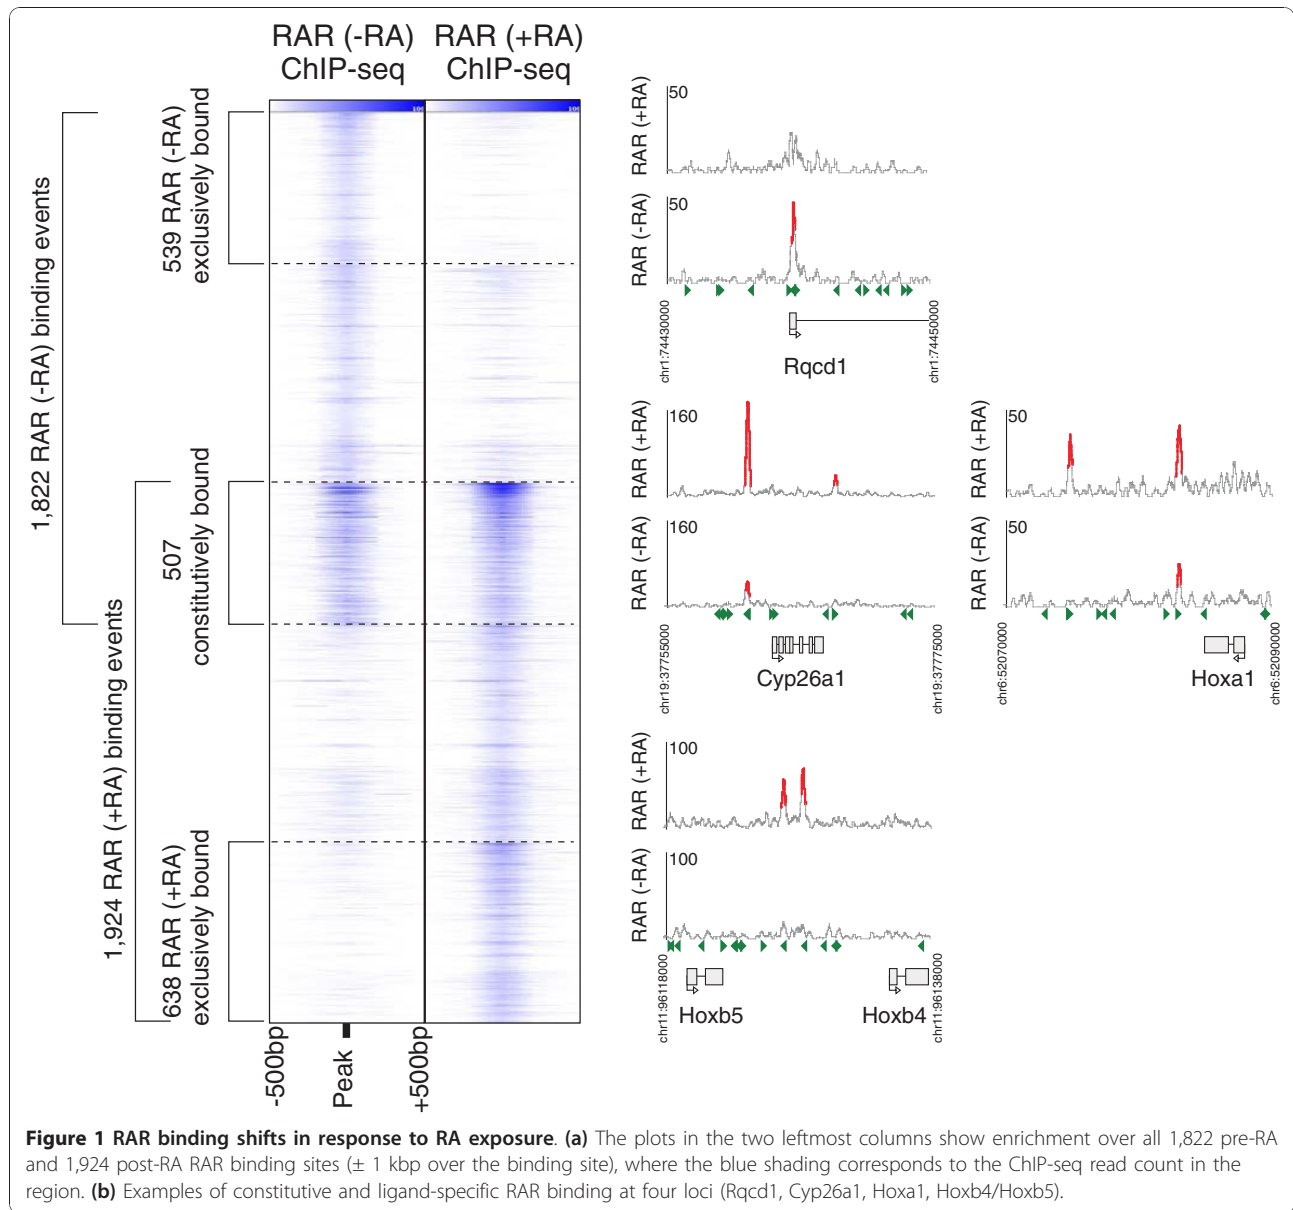 RAR (-RA)
ChIP-seq
RAR (+RA)
ChIP-seq
1,822 RAR (-RA) binding events
539 RAR (-RA)
exclusively bound
507
constitutively bound
1,924 RAR (+RA) binding events
638 RAR (+RA)
exclusively bound
-500bp
Peak
+500bp
RAR (+RA)
50
RAR (-RA)
50
chr1:74430000
chr1:74450000
Rqcd1
RAR (+RA)
160
RAR (-RA)
160
chr19:37755000
chr19:37775000
Cyp26a1
RAR (+RA)
50
RAR (-RA)
50
chr6:52070000
chr6:52090000
Hoxa1
RAR (+RA)
100
RAR (-RA)
100
chr11:96118000
chr11:96138000
Hoxb5
Hoxb4
Figure 1 RAR binding shifts in response to RA exposure. (a) The plots in the two leftmost columns show enrichment over all 1,822 pre-RA
and 1,924 post-RA RAR binding sites (± 1 kbp over the binding site), where the blue shading corresponds to the ChIP-seq read count in the
region. (b) Examples of constitutive and ligand-specific RAR binding at four loci (Rqcd1, Cyp26a1, Hoxa1, Hoxb4/Hoxb5).